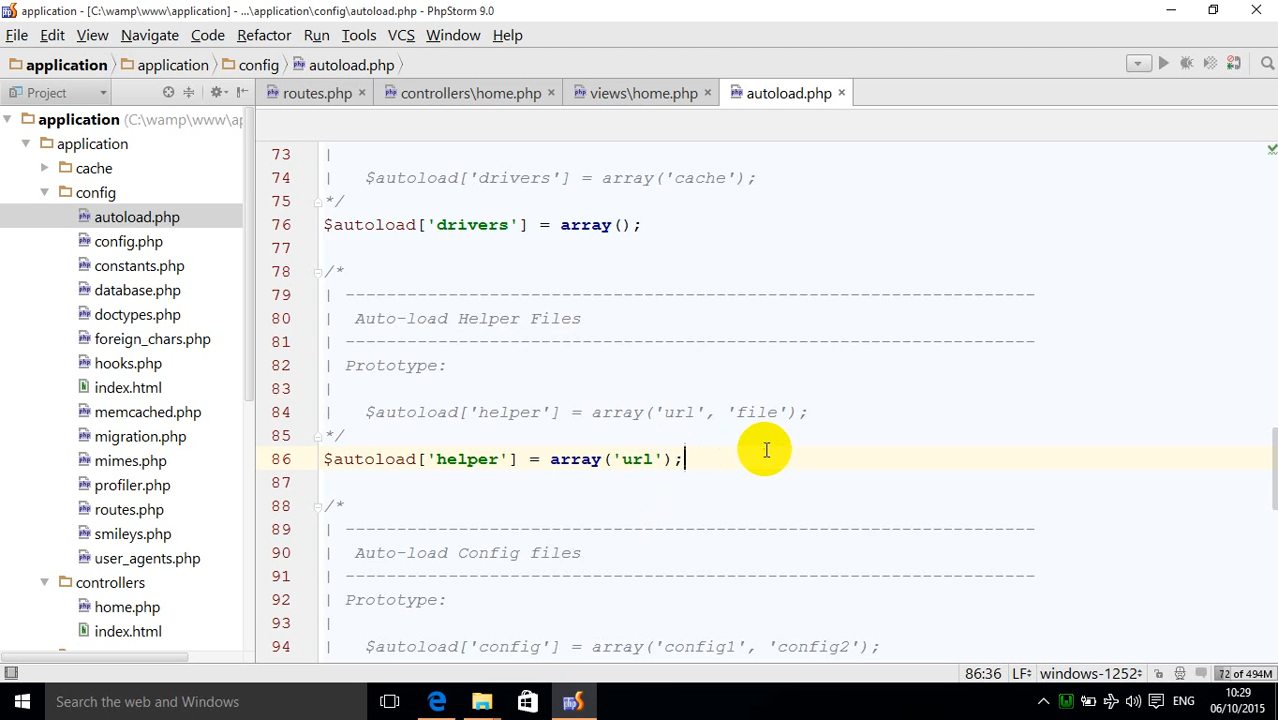 application - [C:\wamp\www\application] - ...\application\config\autoload.php - PhpStorm 9.0
File Edit View Navigate Code Refactor Run Tools VCS Window Help
application application config autoload.php
Project routes.php controllers\home.php views\home.php autoload.php
application (C:\wamp\www\ap
application
cache
config
autoload.php
config.php
constants.php
database.php
doctypes.php
foreign_chars.php
hooks.php
index.html
memcached.php
migration.php
mimes.php
profiler.php
routes.php
smileys.php
user_agents.php
controllers
home.php
index.html
73 |
74 | $autoload['drivers'] = array('cache');
75 */
76 $autoload['drivers'] = array();
77
78 /*
79 | -------------------------------------------------------------------
80 | Auto-load Helper Files
81 | -------------------------------------------------------------------
82 | Prototype:
83 |
84 | $autoload['helper'] = array('url', 'file');
85 */
86 $autoload['helper'] = array('url');
87
88 /*
89 | -------------------------------------------------------------------
90 | Auto-load Config files
91 | -------------------------------------------------------------------
92 | Prototype:
93 |
94 | $autoload['config'] = array('config1', 'config2');
86:36 LF windows-1252 72 of 494M
Search the web and Windows
ENG
10:29
06/10/2015